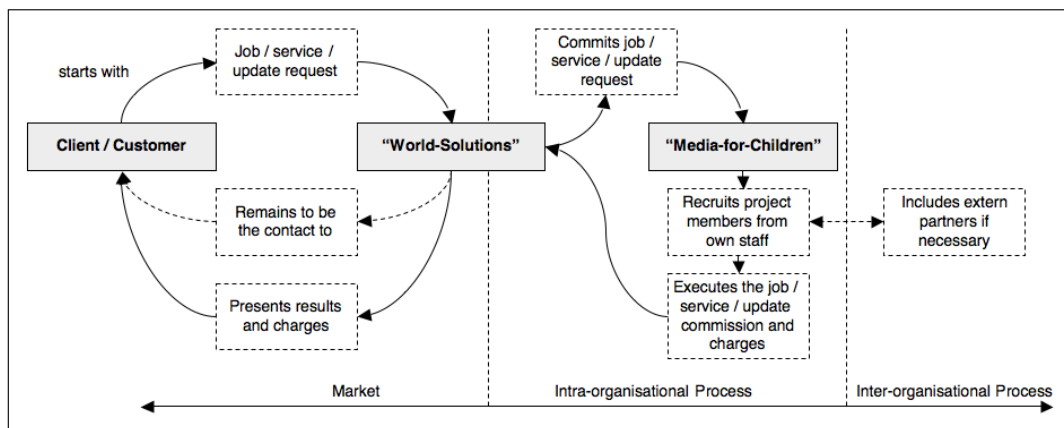 Job / service /
update request
starts with
Client / Customer
Remains to be
the contact to
Presents results
and charges
“World-Solutions”
Commits job /
service / update
request
“Media-for-Children”
Recruits project
members from
own staff
Includes extern
partners if
necessary
Executes the job /
service / update
commission and
charges
Market
Intra-organisational Process
Inter-organisational Process